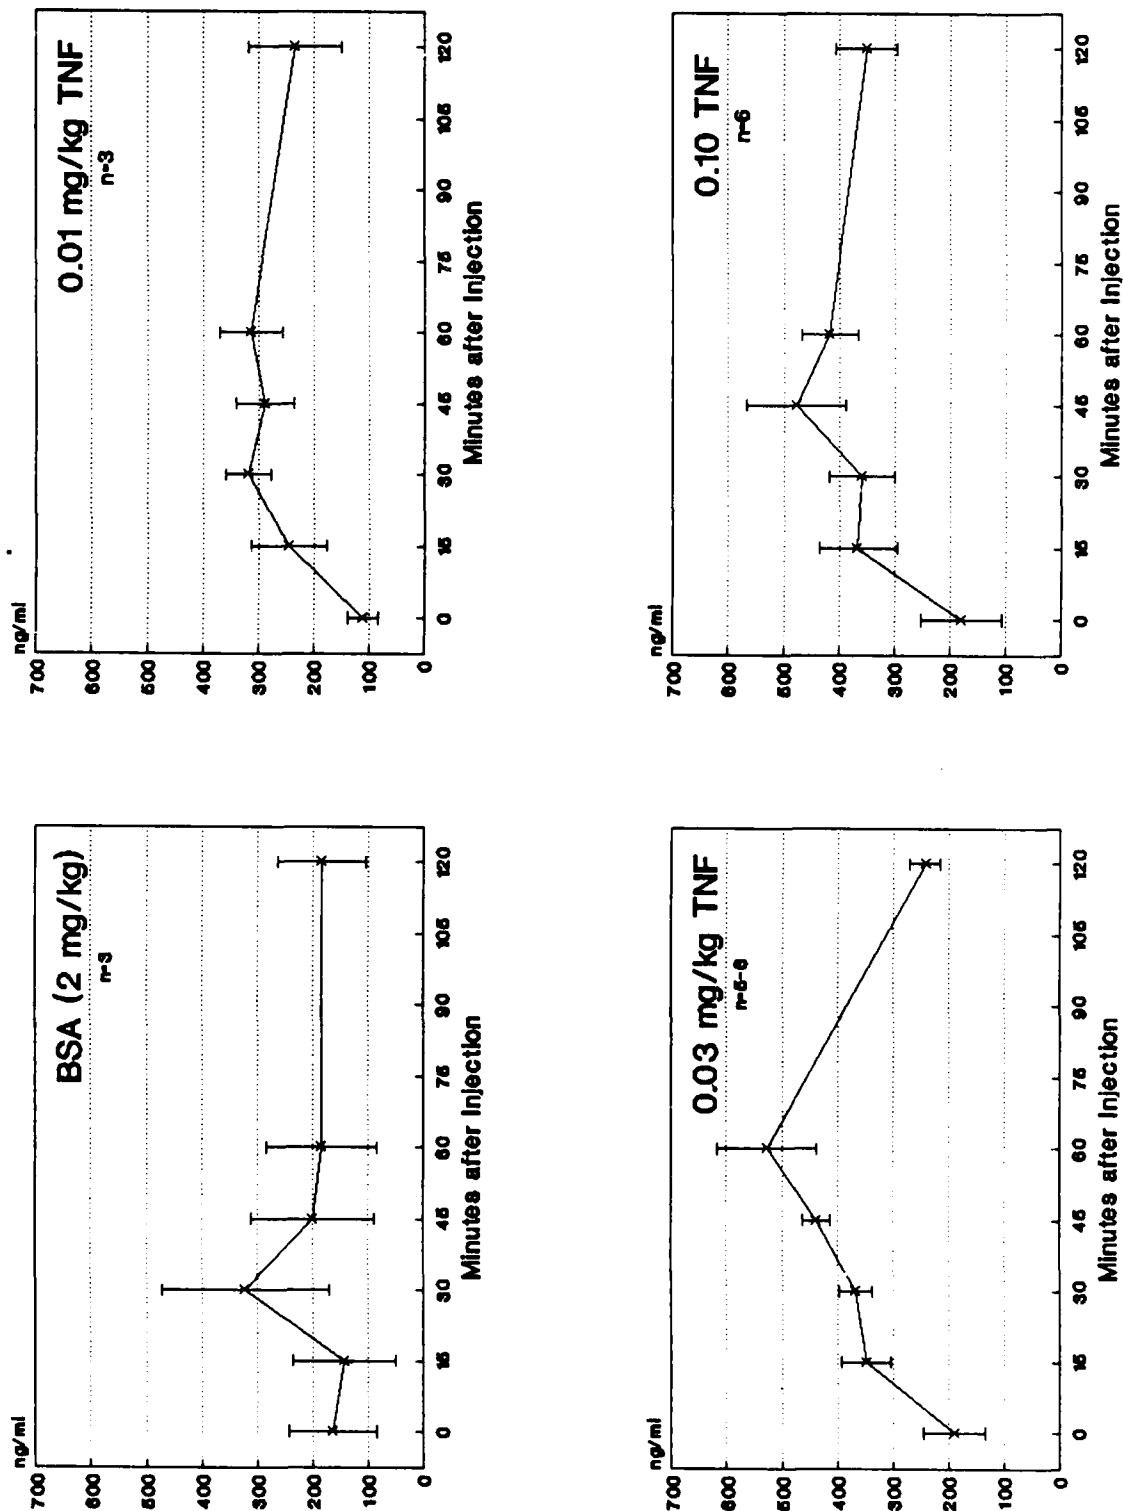 BSA (2 mg/kg)
n=3
ng/ml
700
600
500
400
300
200
100
0
0 15 30 45 60 75 90 105 120
Minutes after Injection
0.01 mg/kg TNF
n=3
ng/ml
700
600
500
400
300
200
100
0
0 15 30 45 60 75 90 105 120
Minutes after Injection
0.03 mg/kg TNF
n=5-6
ng/ml
700
600
500
400
300
200
100
0
0 15 30 45 60 75 90 105 120
Minutes after Injection
0.10 TNF
n=6
ng/ml
700
600
500
400
300
200
100
0
0 15 30 45 60 75 90 105 120
Minutes after Injection